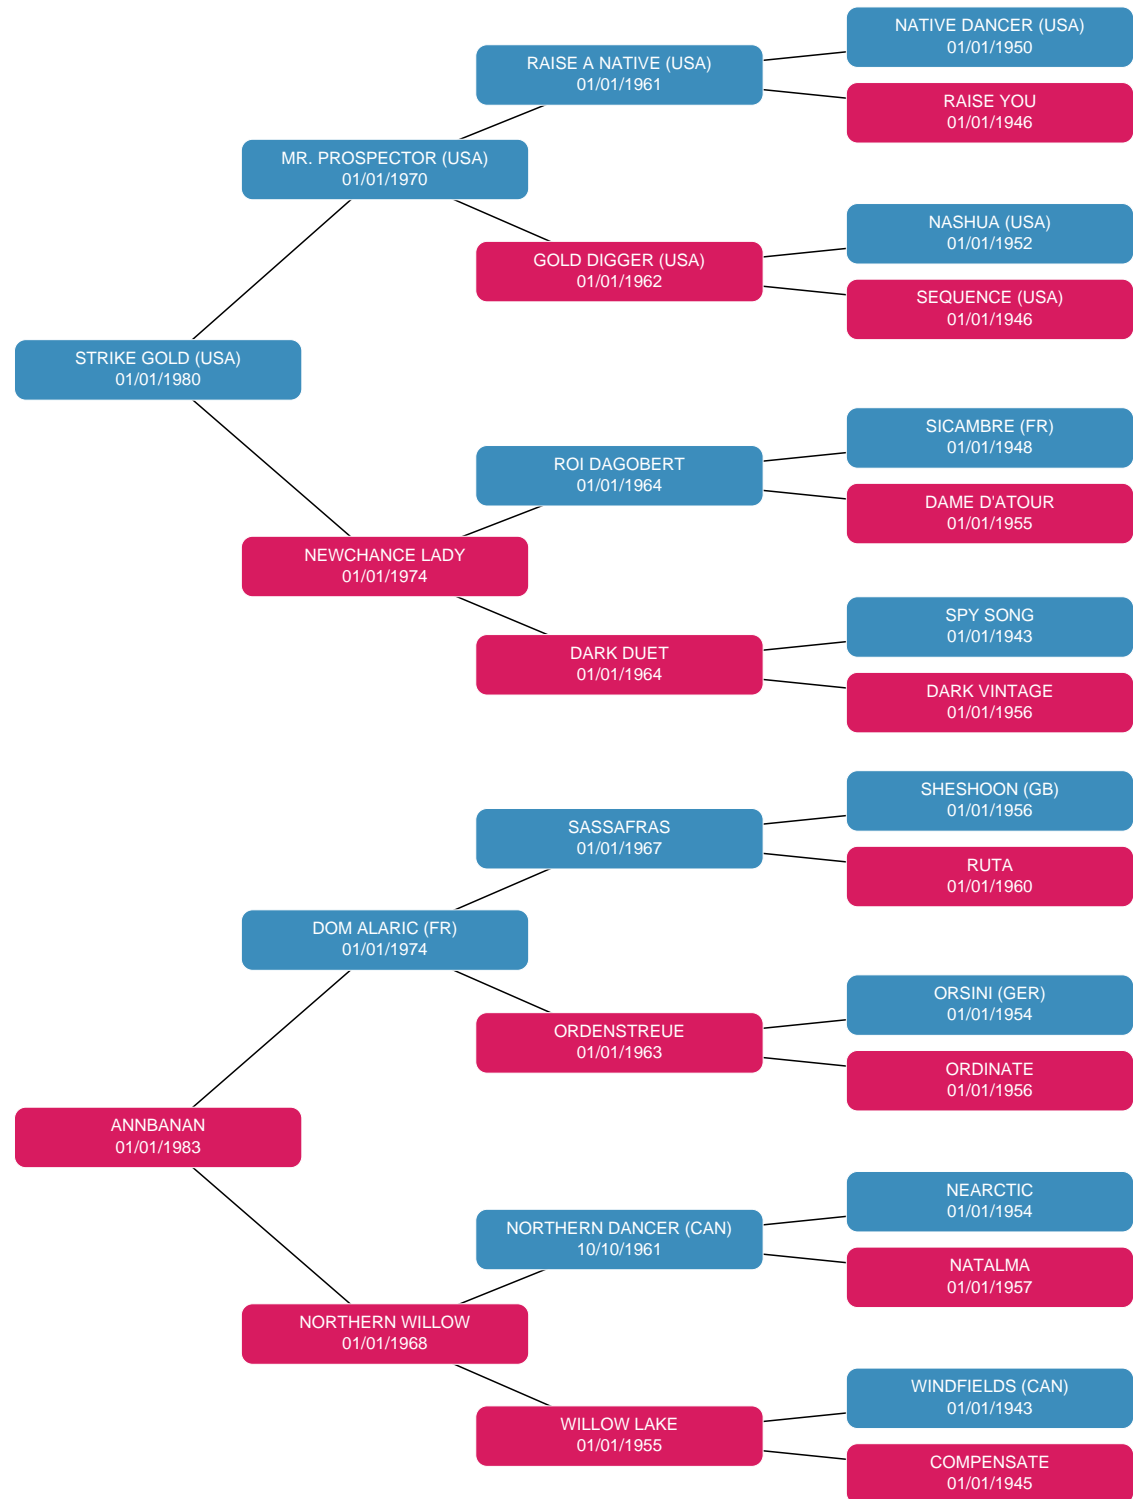 NATIVE DANCER (USA)
01/01/1950
RAISE A NATIVE (USA)
01/01/1961
RAISE YOU
01/01/1946
MR. PROSPECTOR (USA)
01/01/1970
NASHUA (USA)
01/01/1952
GOLD DIGGER (USA)
01/01/1962
SEQUENCE (USA)
01/01/1946
STRIKE GOLD (USA)
01/01/1980
SICAMBRE (FR)
01/01/1948
ROI DAGOBERT
01/01/1964
DAME D'ATOUR
01/01/1955
NEWCHANCE LADY
01/01/1974
SPY SONG
01/01/1943
DARK DUET
01/01/1964
DARK VINTAGE
01/01/1956
SHESHOON (GB)
01/01/1956
SASSAFRAS
01/01/1967
RUTA
01/01/1960
DOM ALARIC (FR)
01/01/1974
ORSINI (GER)
01/01/1954
ORDENSTREUE
01/01/1963
ORDINATE
01/01/1956
ANNBANAN
01/01/1983
NEARCTIC
01/01/1954
NORTHERN DANCER (CAN)
10/10/1961
NATALMA
01/01/1957
NORTHERN WILLOW
01/01/1968
WINDFIELDS (CAN)
01/01/1943
WILLOW LAKE
01/01/1955
COMPENSATE
01/01/1945